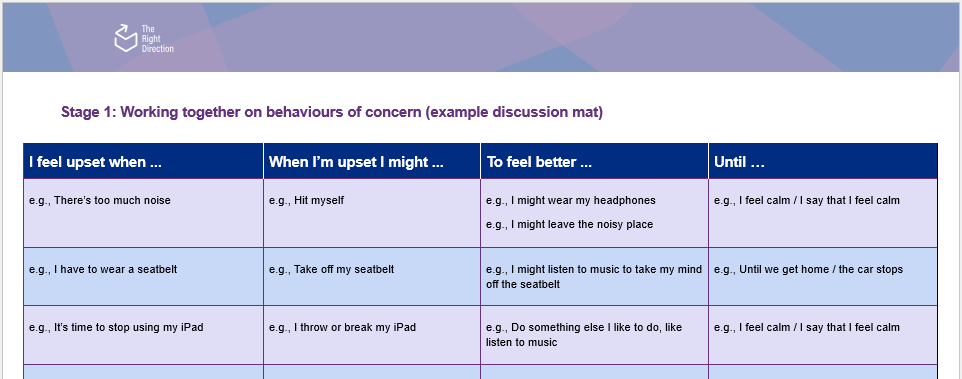 The
Right
Direction
Stage 1: Working together on behaviours of concern (example discussion mat)
I feel upset when ...
When I'm upset I might ...
To feel better ...
Until …
e.g., There's too much noise
e.g., Hit myself
e.g., I might wear my headphones
e.g., I might leave the noisy place
e.g., I feel calm / I say that I feel calm
e.g., I have to wear a seatbelt
e.g., Take off my seatbelt
e.g., I might listen to music to take my mind
off the seatbelt
e.g., Until we get home / the car stops
e.g., It's time to stop using my iPad
e.g., I throw or break my iPad
e.g., Do something else I like to do, like
listen to music
e.g., I feel calm / I say that I feel calm